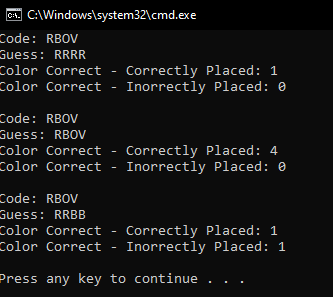 C:\Windows\system32\cmd.exe
Code: RBOV
Guess: RRRR
Color Correct - Correctly Placed: 1
Color Correct - Inorrectly Placed: 0
Code: RBOV
Guess: RBOV
Color Correct - Correctly Placed: 4
Color Correct - Inorrectly Placed: 0
Code: RBOV
Guess: RRBB
Color Correct - Correctly Placed: 1
Color Correct - Inorrectly Placed: 1
Press any key to continue . . .